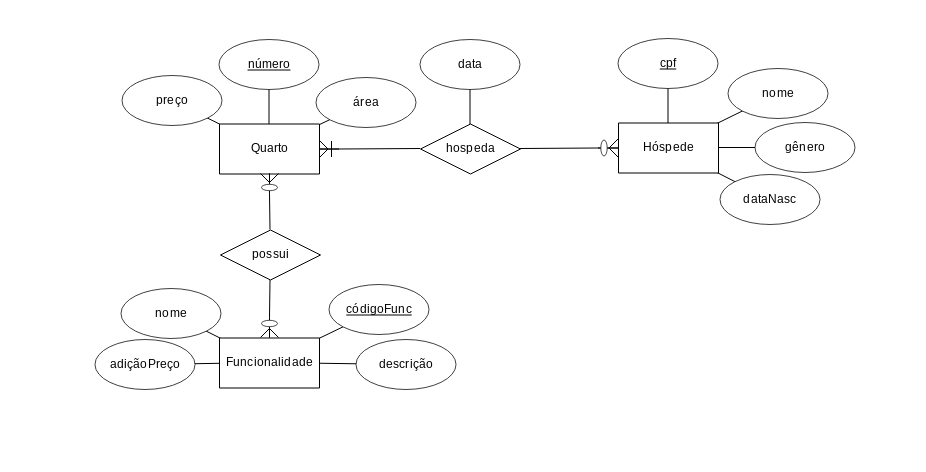 número
data
cpf
preço
área
nome
Quarto
hospeda
Hóspede
gênero
dataNasc
possui
nome
códigoFunc
adiçãoPreço
Funcionalidade
descrição